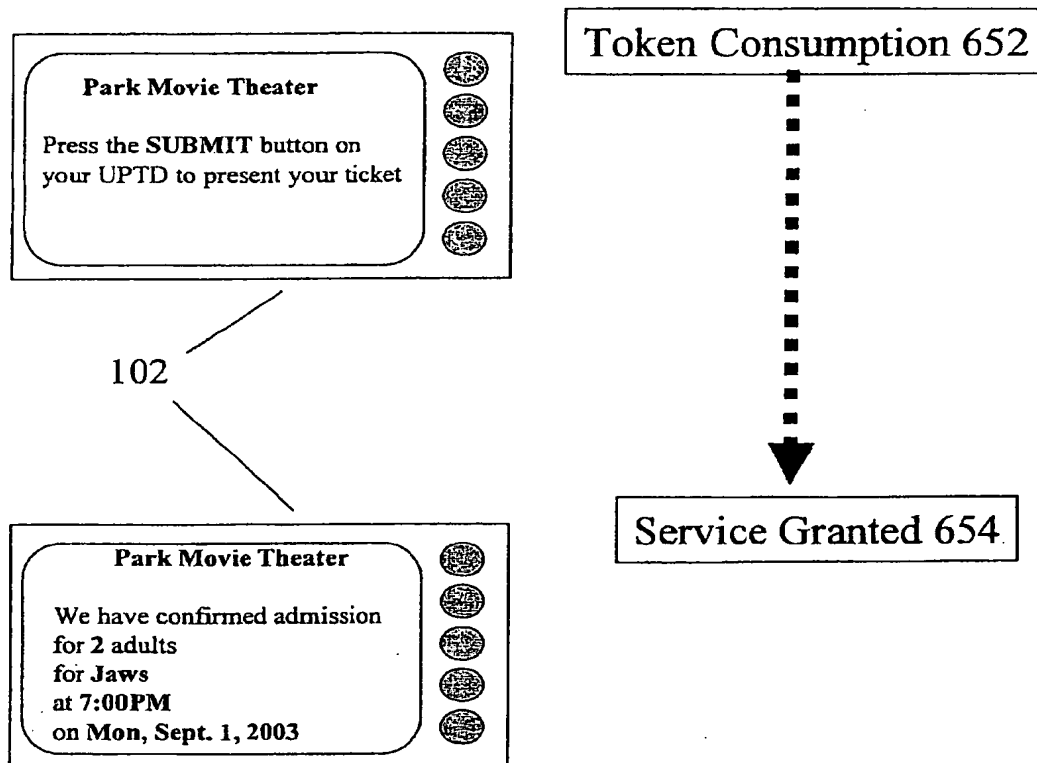 Park Movie Theater
Press the SUBMIT button on
your UPTD to present your ticket
Token Consumption 652
102
Park Movie Theater
We have confirmed admission
for 2 adults
for Jaws
at 7:00PM
on Mon, Sept. 1, 2003
Service Granted 654